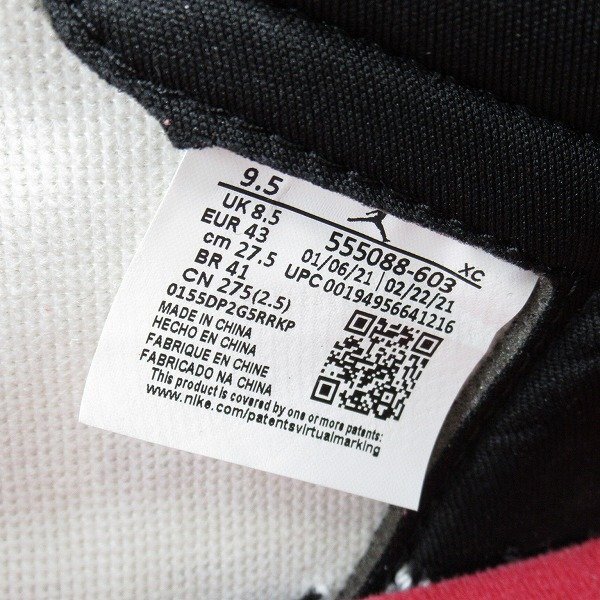 9.5
UK 8.5
EUR 43
cm 27.5
BR 41
CN 275(2.5)
0155DP2G5RRKP
555088-603 XC
01/06/21 | 02/22/21
UPC 00194956641216
MADE IN CHINA
HECHO EN CHINA
FABRIQUE EN CHINE
FABRICADO NA CHINA
This product is covered by one or more patents:
www.nike.com/patentsvirtualmarking